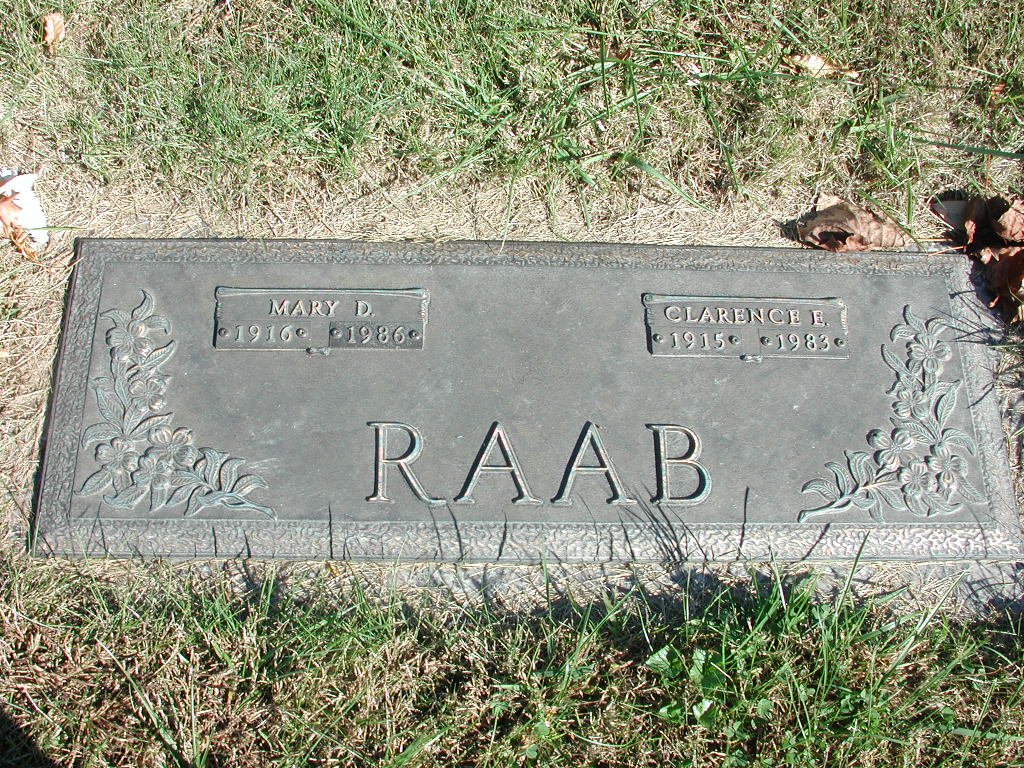 MARY D.
1916 1986
CLARENCE E.
1915 1983
RAAB